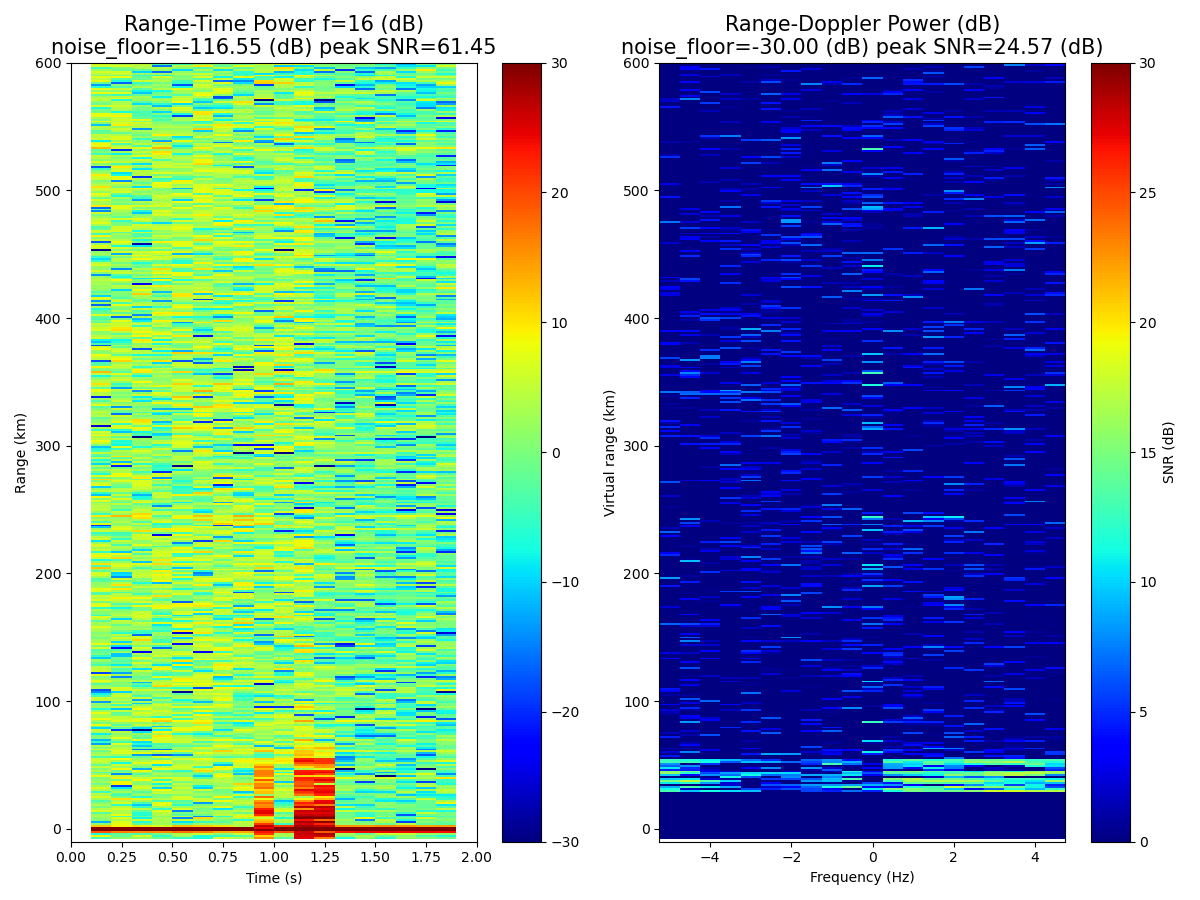 Range-Time Power f=16 (dB)
noise_floor=-116.55 (dB) peak SNR=61.45
600
500
400
300
200
100
0
Range (km)
0.00 0.25 0.50 0.75 1.00 1.25 1.50 1.75 2.00
Time (s)
30
20
10
0
−10
−20
−30
Range-Doppler Power (dB)
noise_floor=-30.00 (dB) peak SNR=24.57 (dB)
600
500
400
300
200
100
0
Virtual range (km)
−4 −2 0 2 4
Frequency (Hz)
30
25
20
15
10
5
0
SNR (dB)